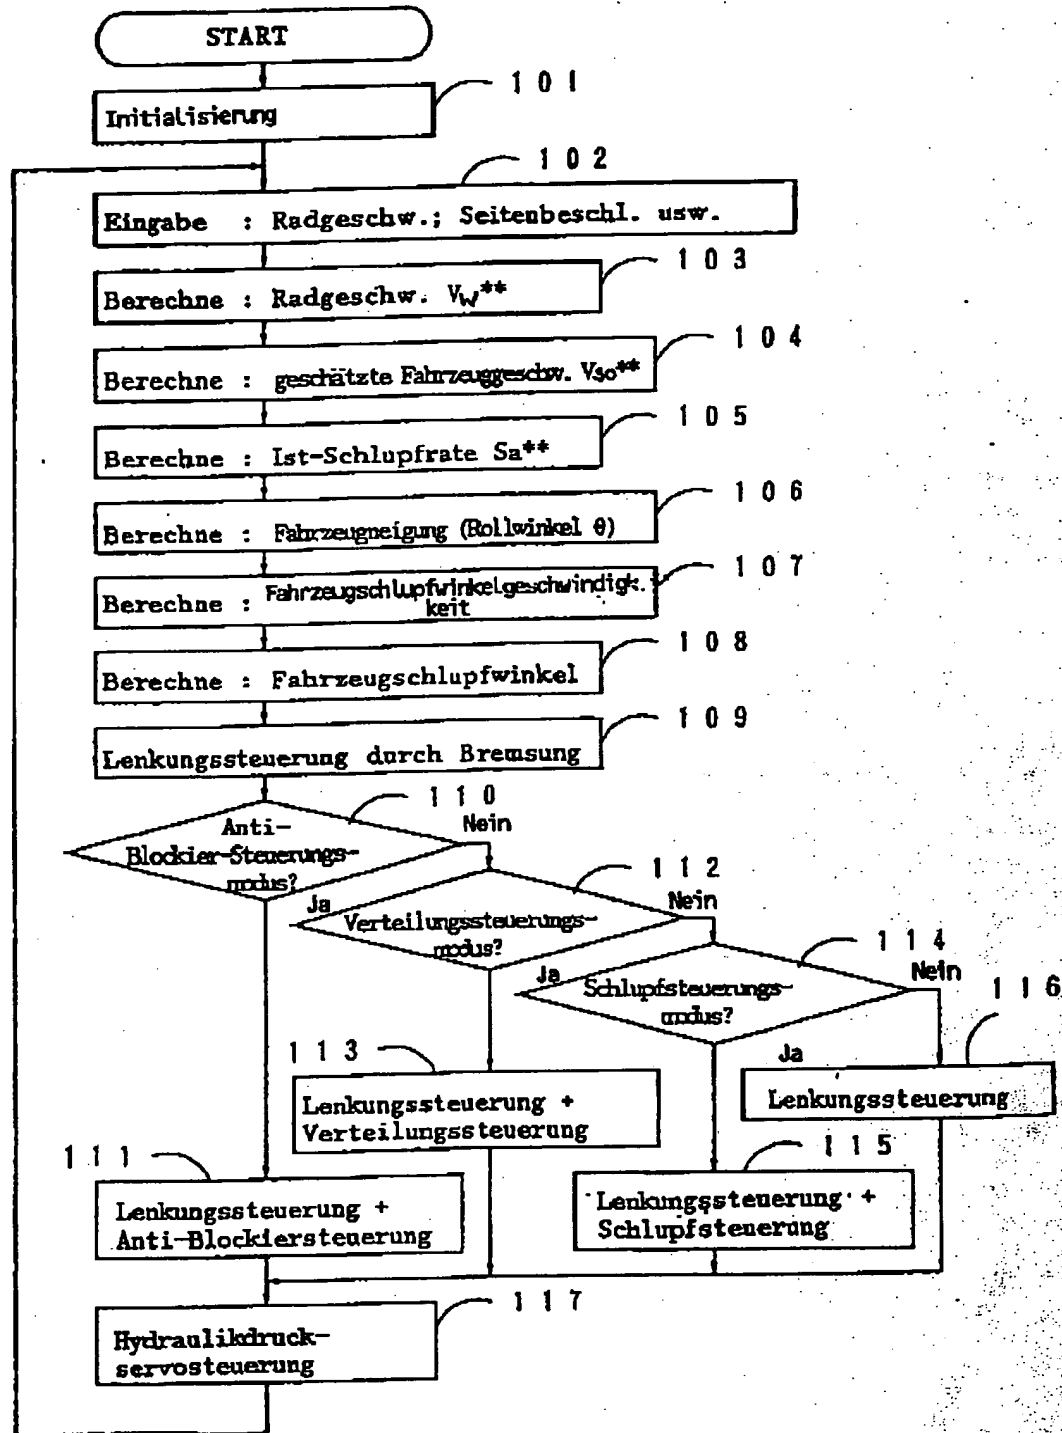 START
101
Initialisierung
102
Eingabe : Radgeschw.; Seitenbeschl. usw.
103
Berechne : Radgeschw. VW**
104
Berechne : geschätzte Fahrzeuggeschw. Vso**
105
Berechne : Ist-Schlupfrate Sa**
106
Berechne : Fahrzeugneigung (Rollwinkel θ)
107
Berechne : Fahrzeugschlupfwinkelgeschwindigk.
keit
108
Berechne : Fahrzeugschlupfwinkel
109
Lenkungssteuerung durch Bremsung
110
Anti-
Blockier-Steuerungs-
modus?
Nein
Ja
112
Verteilungssteuerungs-
modus?
Nein
Ja
114
Schlupfsteuerungs-
modus?
Nein
Ja
116
Lenkungssteuerung
113
Lenkungssteuerung +
Verteilungssteuerung
115
Lenkungssteuerung +
Schlupfsteuerung
111
Lenkungssteuerung +
Anti-Blockiersteuerung
117
Hydraulikdruck-
servosteuerung